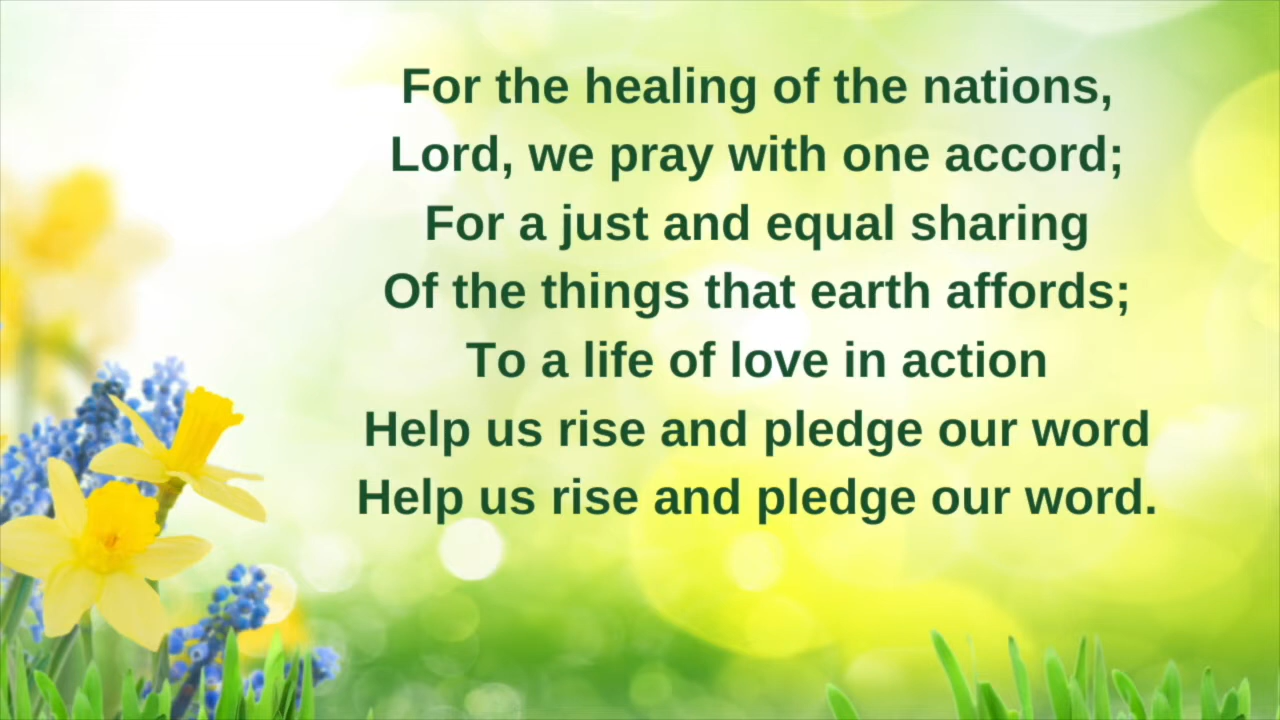 For the healing of the nations,
Lord, we pray with one accord;
For a just and equal sharing
Of the things that earth affords;
To a life of love in action
Help us rise and pledge our word
Help us rise and pledge our word.